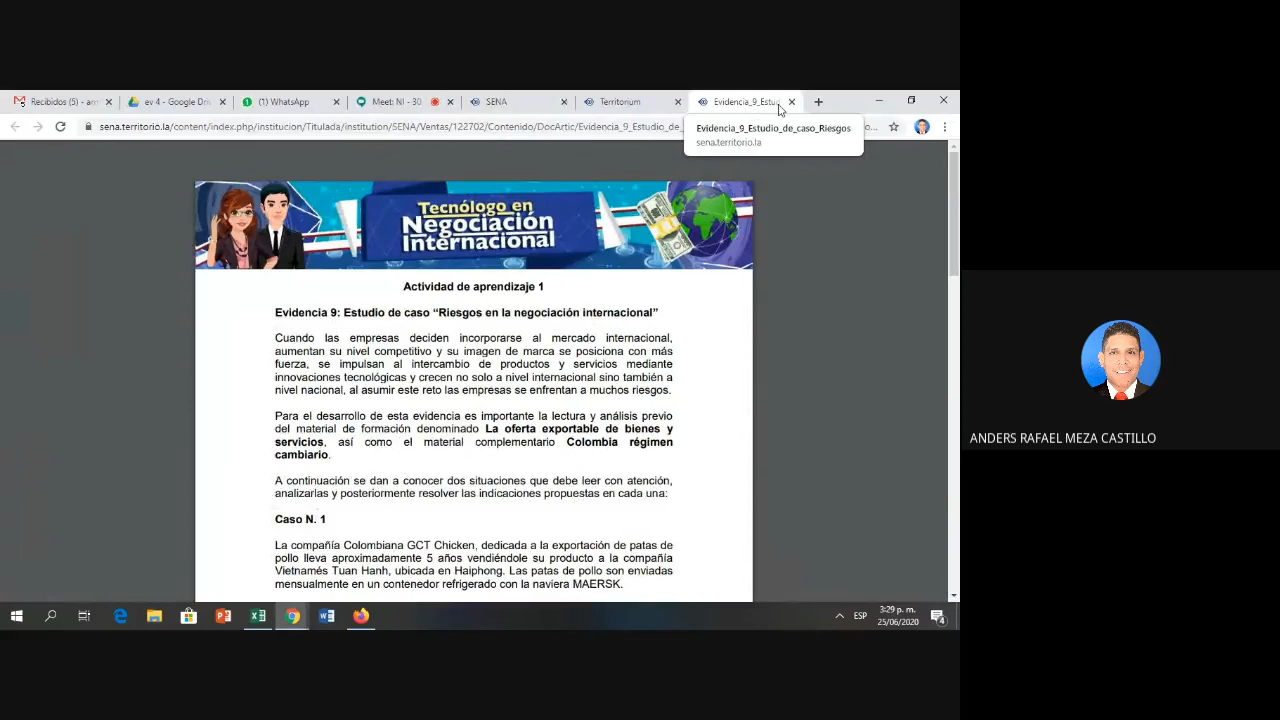 Recibidos (5) - an
ev 4 - Google Dri
(1) WhatsApp
Meet: NI - 30
SENA
Territorium
Evidencia_9_Estud
sena.territorio.la/content/index.php/institucion/Titulada/institution/SENA/Ventas/122702/Contenido/DocArtic/Evidencia_9_Estudio_de_
Evidencia_9_Estudio_de_caso_Riesgos
sena.territorio.la
Tecnólogo en
Negociación
Internacional
Actividad de aprendizaje 1
Evidencia 9: Estudio de caso “Riesgos en la negociación internacional”
Cuando las empresas deciden incorporarse al mercado internacional,
aumentan su nivel competitivo y su imagen de marca se posiciona con más
fuerza, se impulsan al intercambio de productos y servicios mediante
innovaciones tecnológicas y crecen no solo a nivel internacional sino también a
nivel nacional, al asumir este reto las empresas se enfrentan a muchos riesgos.
Para el desarrollo de esta evidencia es importante la lectura y análisis previo
del material de formación denominado La oferta exportable de bienes y
servicios, así como el material complementario Colombia régimen
cambiario.
A continuación se dan a conocer dos situaciones que debe leer con atención,
analizarlas y posteriormente resolver las indicaciones propuestas en cada una:
Caso N. 1
La compañía Colombiana GCT Chicken, dedicada a la exportación de patas de
pollo lleva aproximadamente 5 años vendiéndole su producto a la compañía
Vietnamés Tuan Hanh, ubicada en Haiphong. Las patas de pollo son enviadas
mensualmente en un contenedor refrigerado con la naviera MAERSK.
ANDERS RAFAEL MEZA CASTILLO
ESP
3:29 p. m.
25/06/2020
4